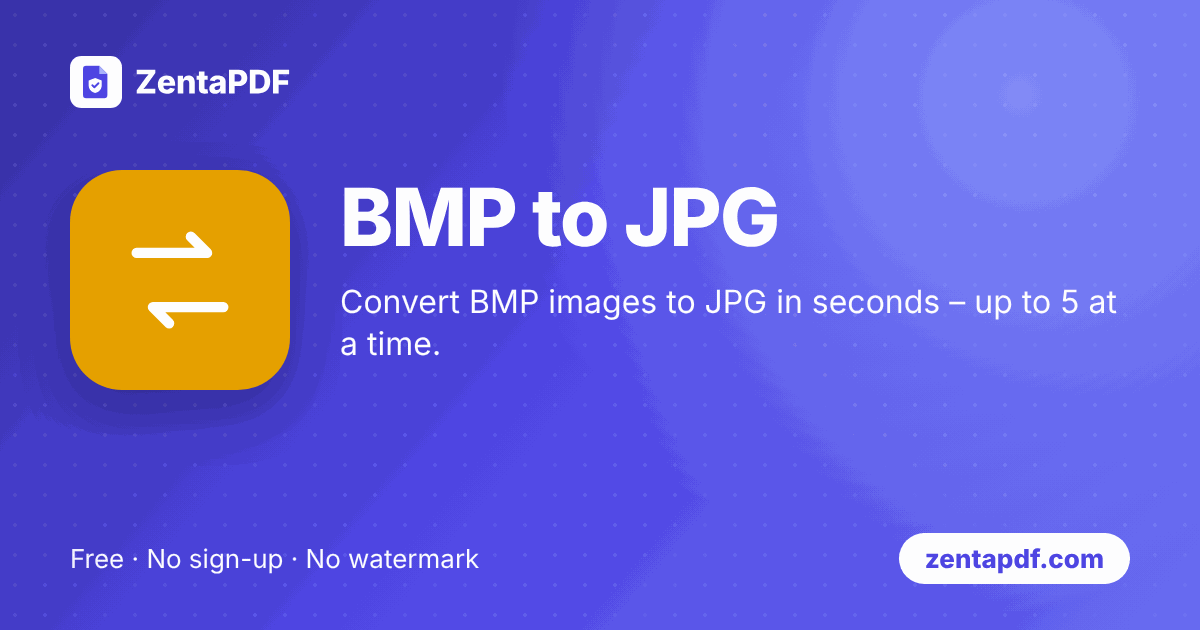 ZentaPDF
BMP to JPG
Convert BMP images to JPG in seconds – up to 5 at
a time.
Free · No sign-up · No watermark
zentapdf.com